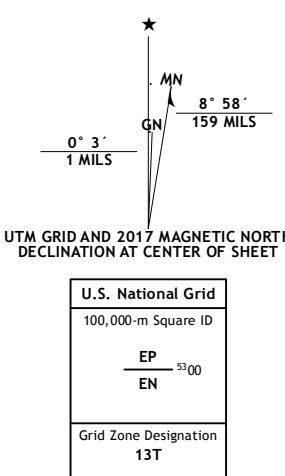 ★
MN
8° 58´
159 MILS
GN
0° 3´
1 MILS
UTM GRID AND 2017 MAGNETIC NORTH
DECLINATION AT CENTER OF SHEET
U.S. National Grid
100,000-m Square ID
EP
5300
EN
Grid Zone Designation
13T